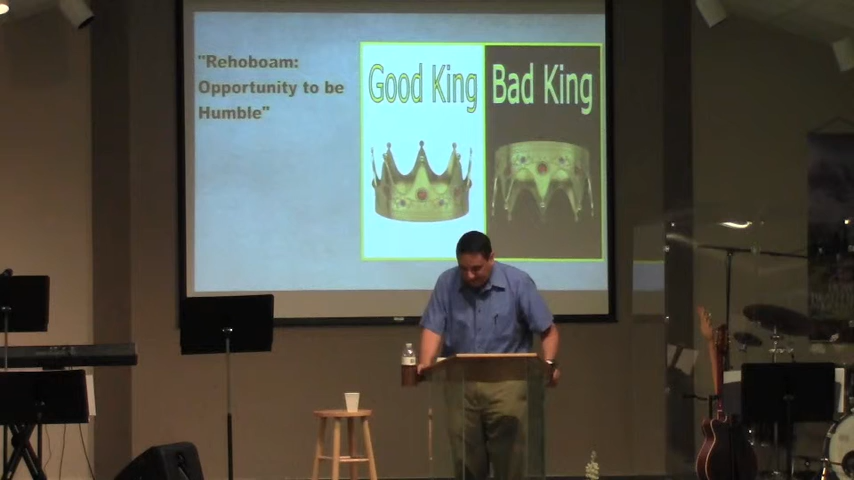 "Rehoboam:
Opportunity to be
Humble"
Good King
Bad King